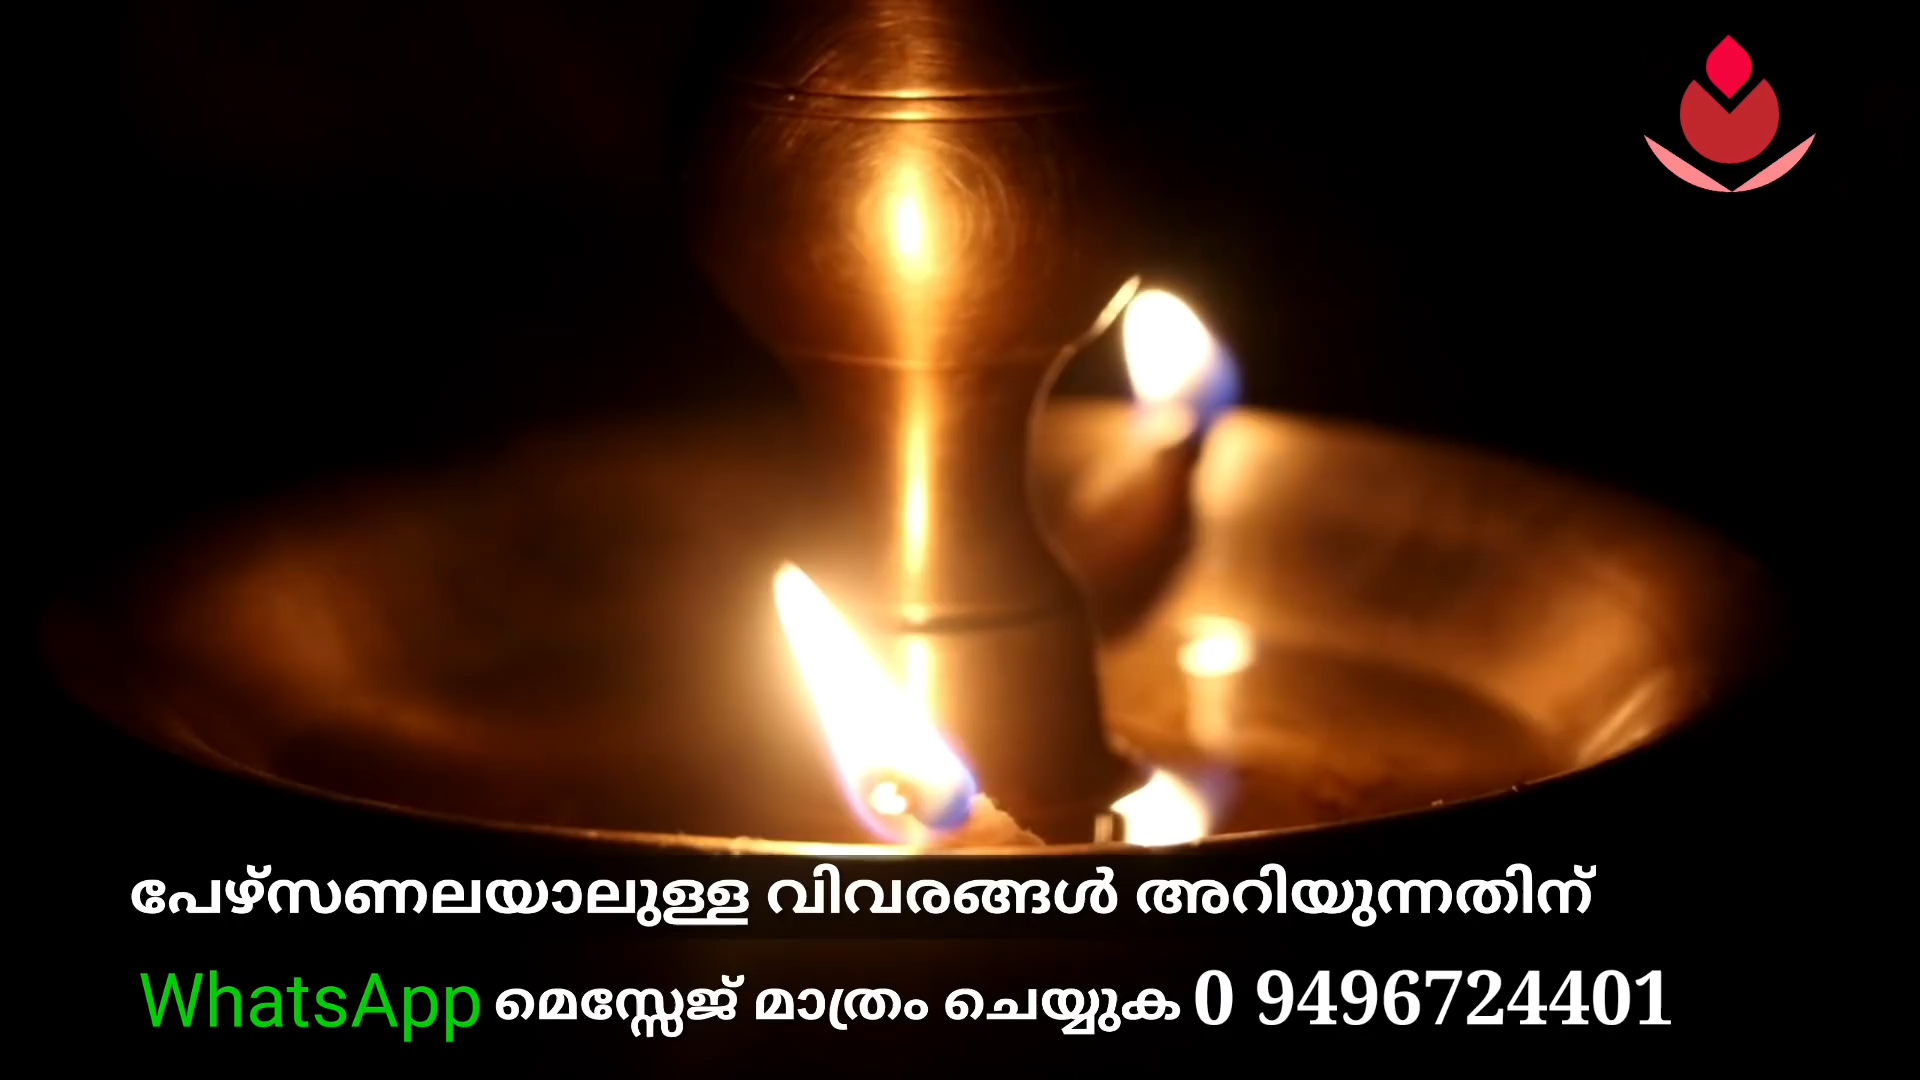 പേഴ്സണലയാലുള്ള വിവരങ്ങൾ അറിയുന്നതിന്
WhatsApp മെസ്സേജ് മാത്രം ചെയ്യുക 0 9496724401